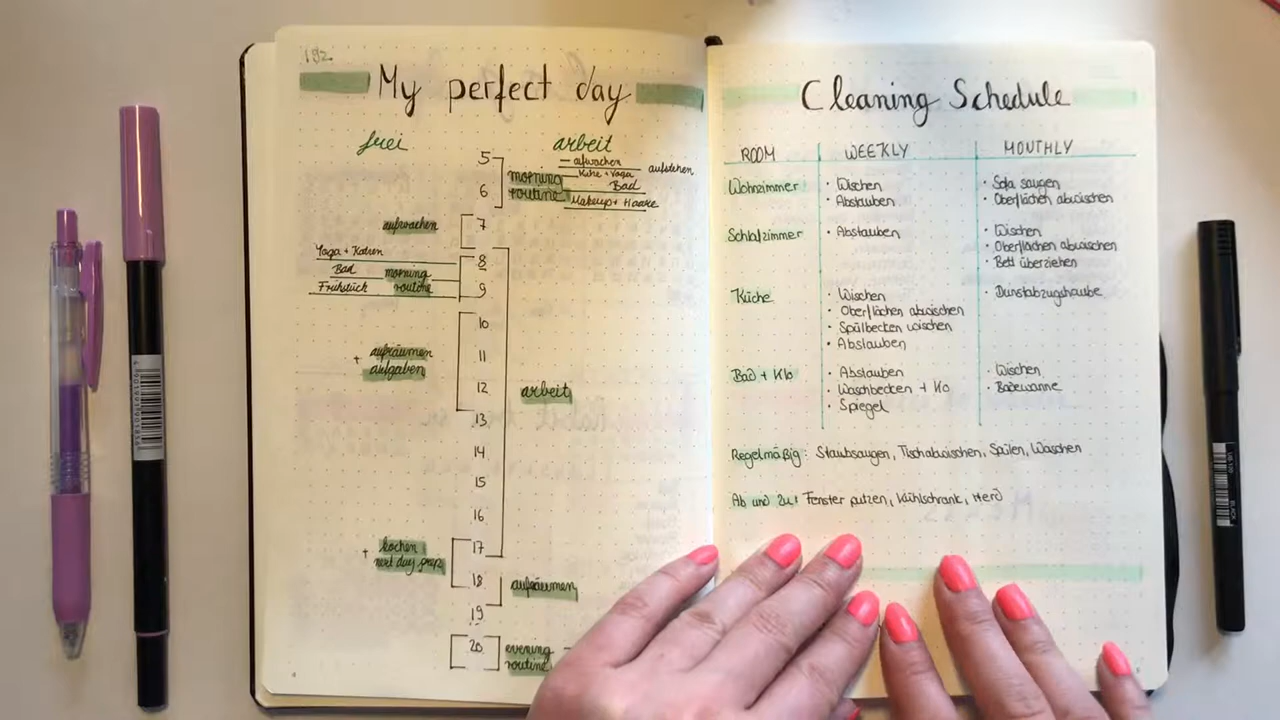 182
My perfect day
frei
arbeit
5
6
morning
routine
aufwachen
aufstehen
Bad
7
aufwachen
Yoga + Katzen
Bad
Frühstück
morning
routine
8
9
10
11
12
13
14
15
16
17
18
19
20
+ aufräumen
aufgaben
arbeit
+ kochen
next day prep
aufräumen
evening
routine
4
Cleaning Schedule
ROOM WEEKLY MONTHLY
Wohnzimmer · Wischen · Sofa saugen
· Abstauben · Oberflächen abwischen
Schlafzimmer · Abstauben · Wischen
· Oberflächen abwischen
· Bett überziehen
Küche · Wischen · Dunstabzugshaube
· Oberflächen abwischen
· Spülbecken wischen
· Abstauben
Bad + Klo · Abstauben · Wischen
· Waschbecken + Klo · Badewanne
· Spiegel
Regelmäßig: Staubsaugen, Tischabwischen, Spülen, Waschen
Ab und zu: Fenster putzen, Kühlschrank, Herd